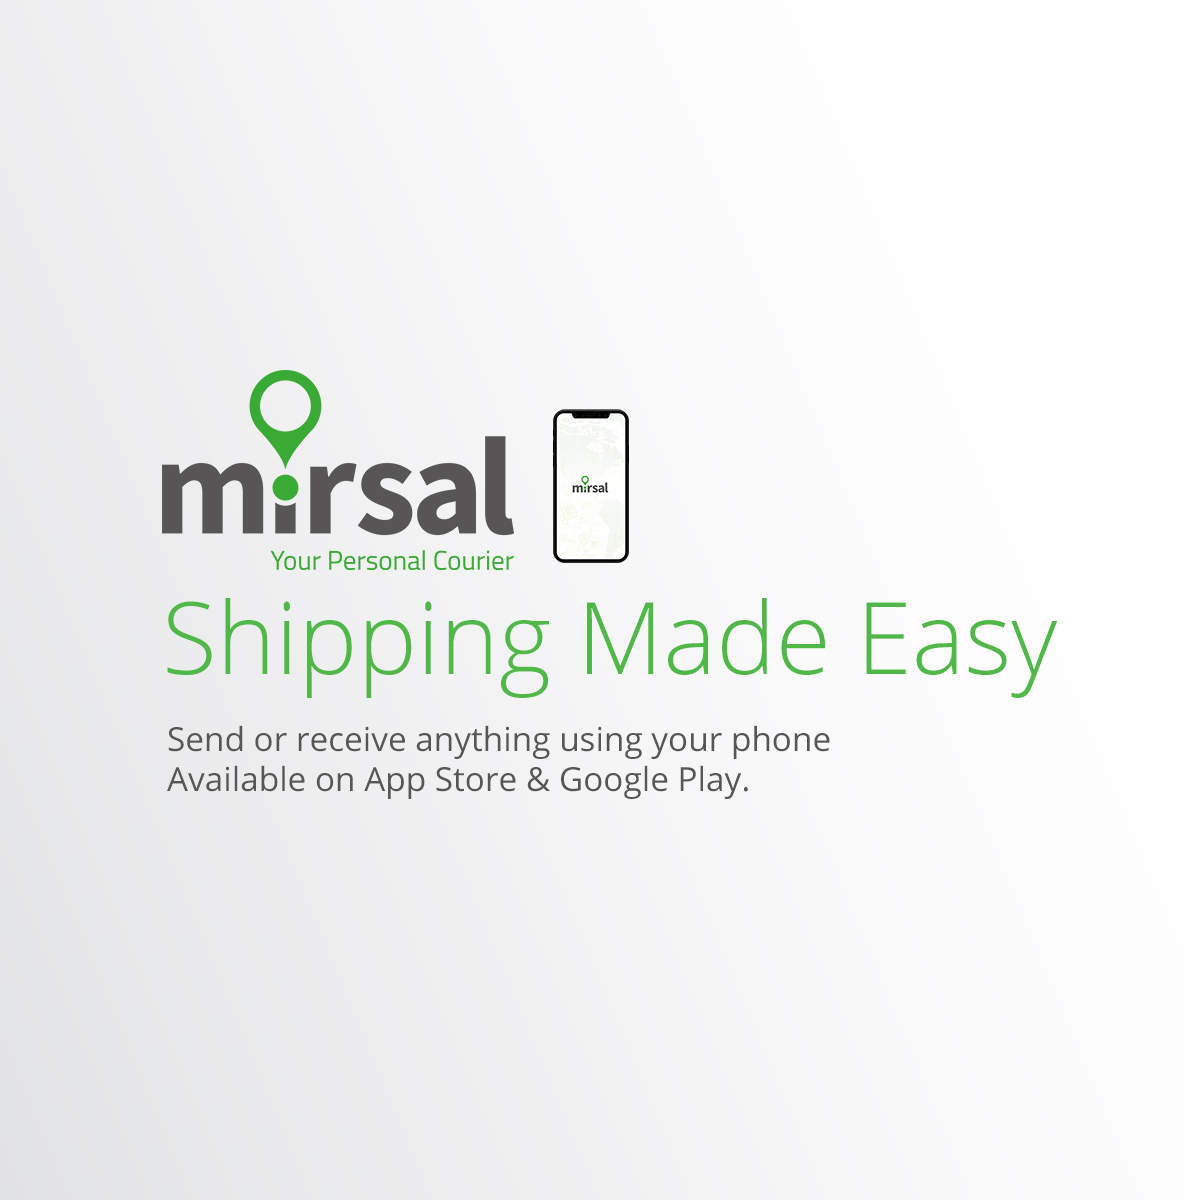 mirsal
Your Personal Courier
mirsal
Shipping Made Easy
Send or receive anything using your phone
Available on App Store & Google Play.